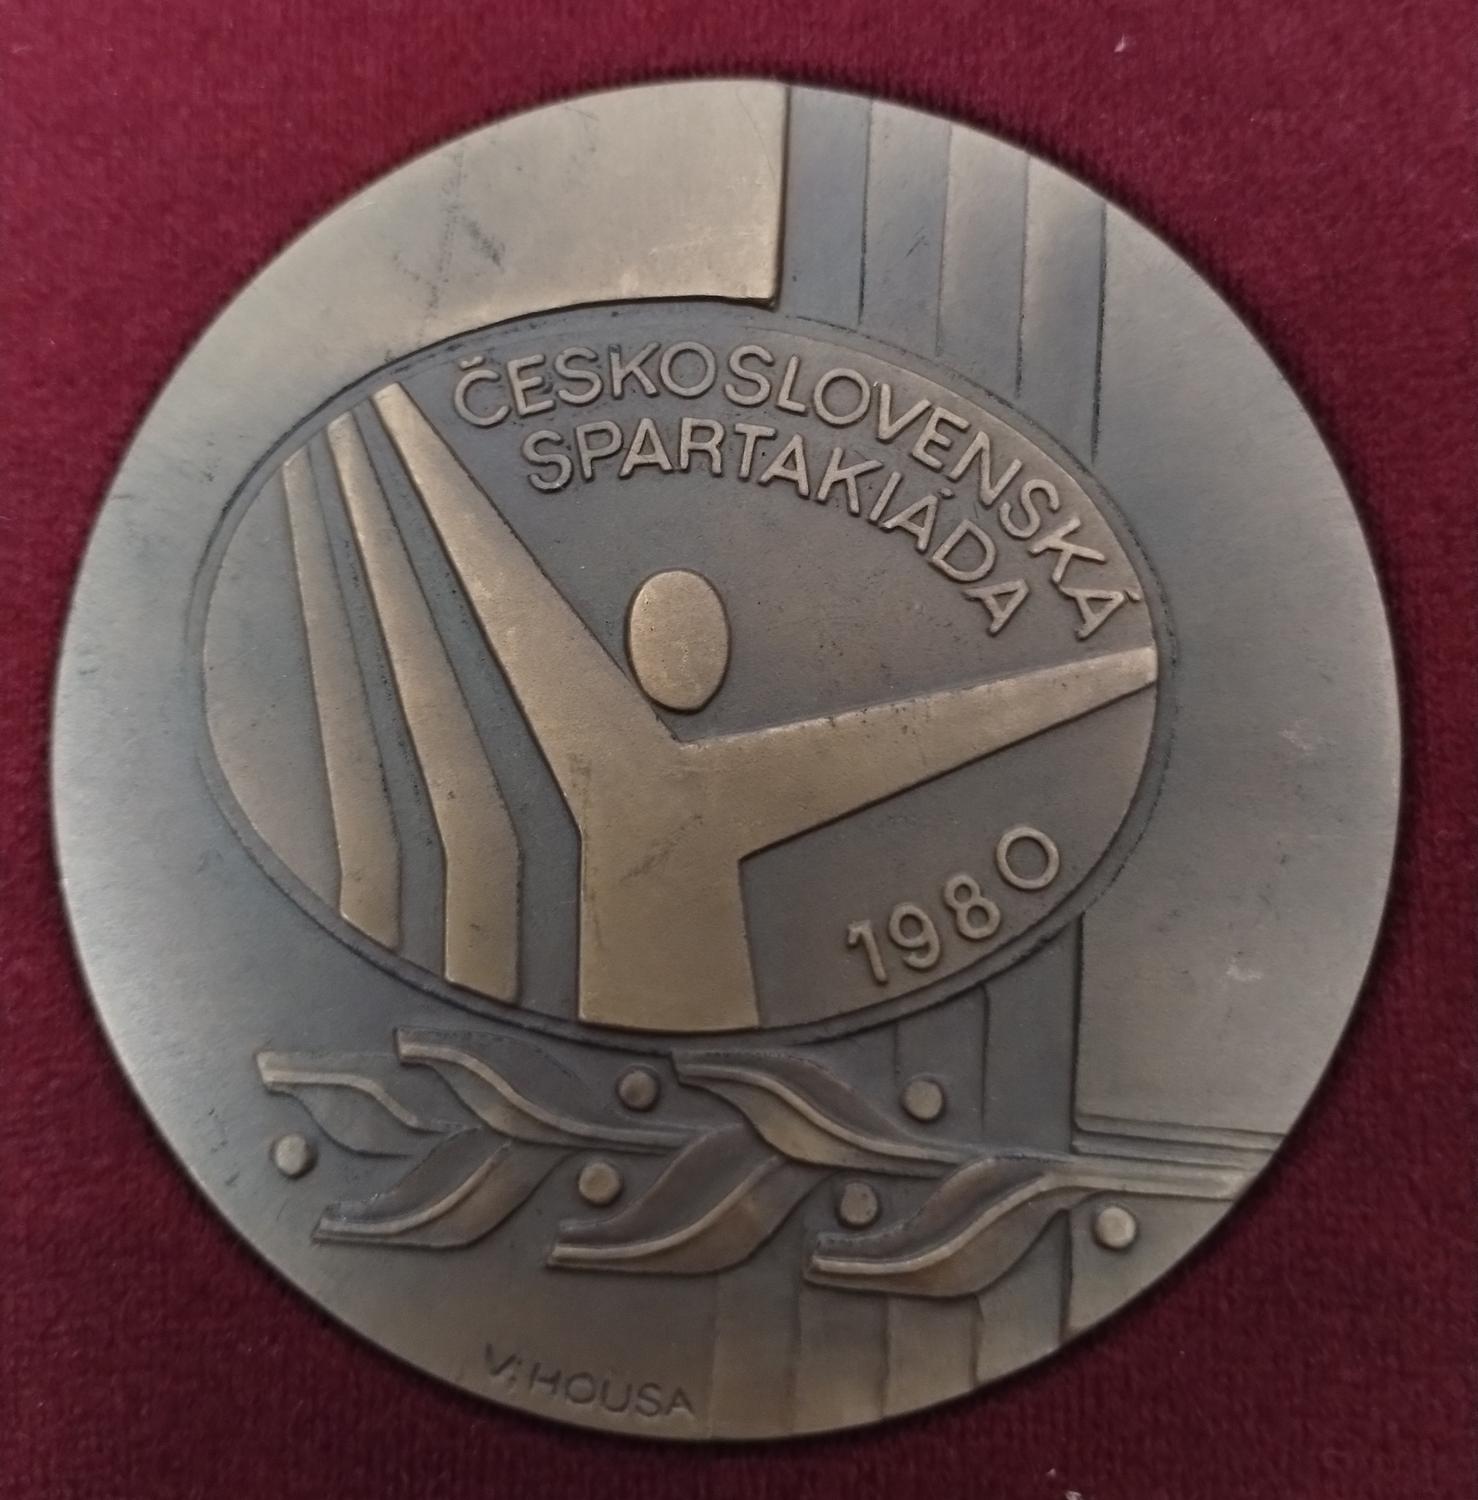 ČESKOSLOVENSKÁ
SPARTAKIÁDA
1980
V. HOUSA